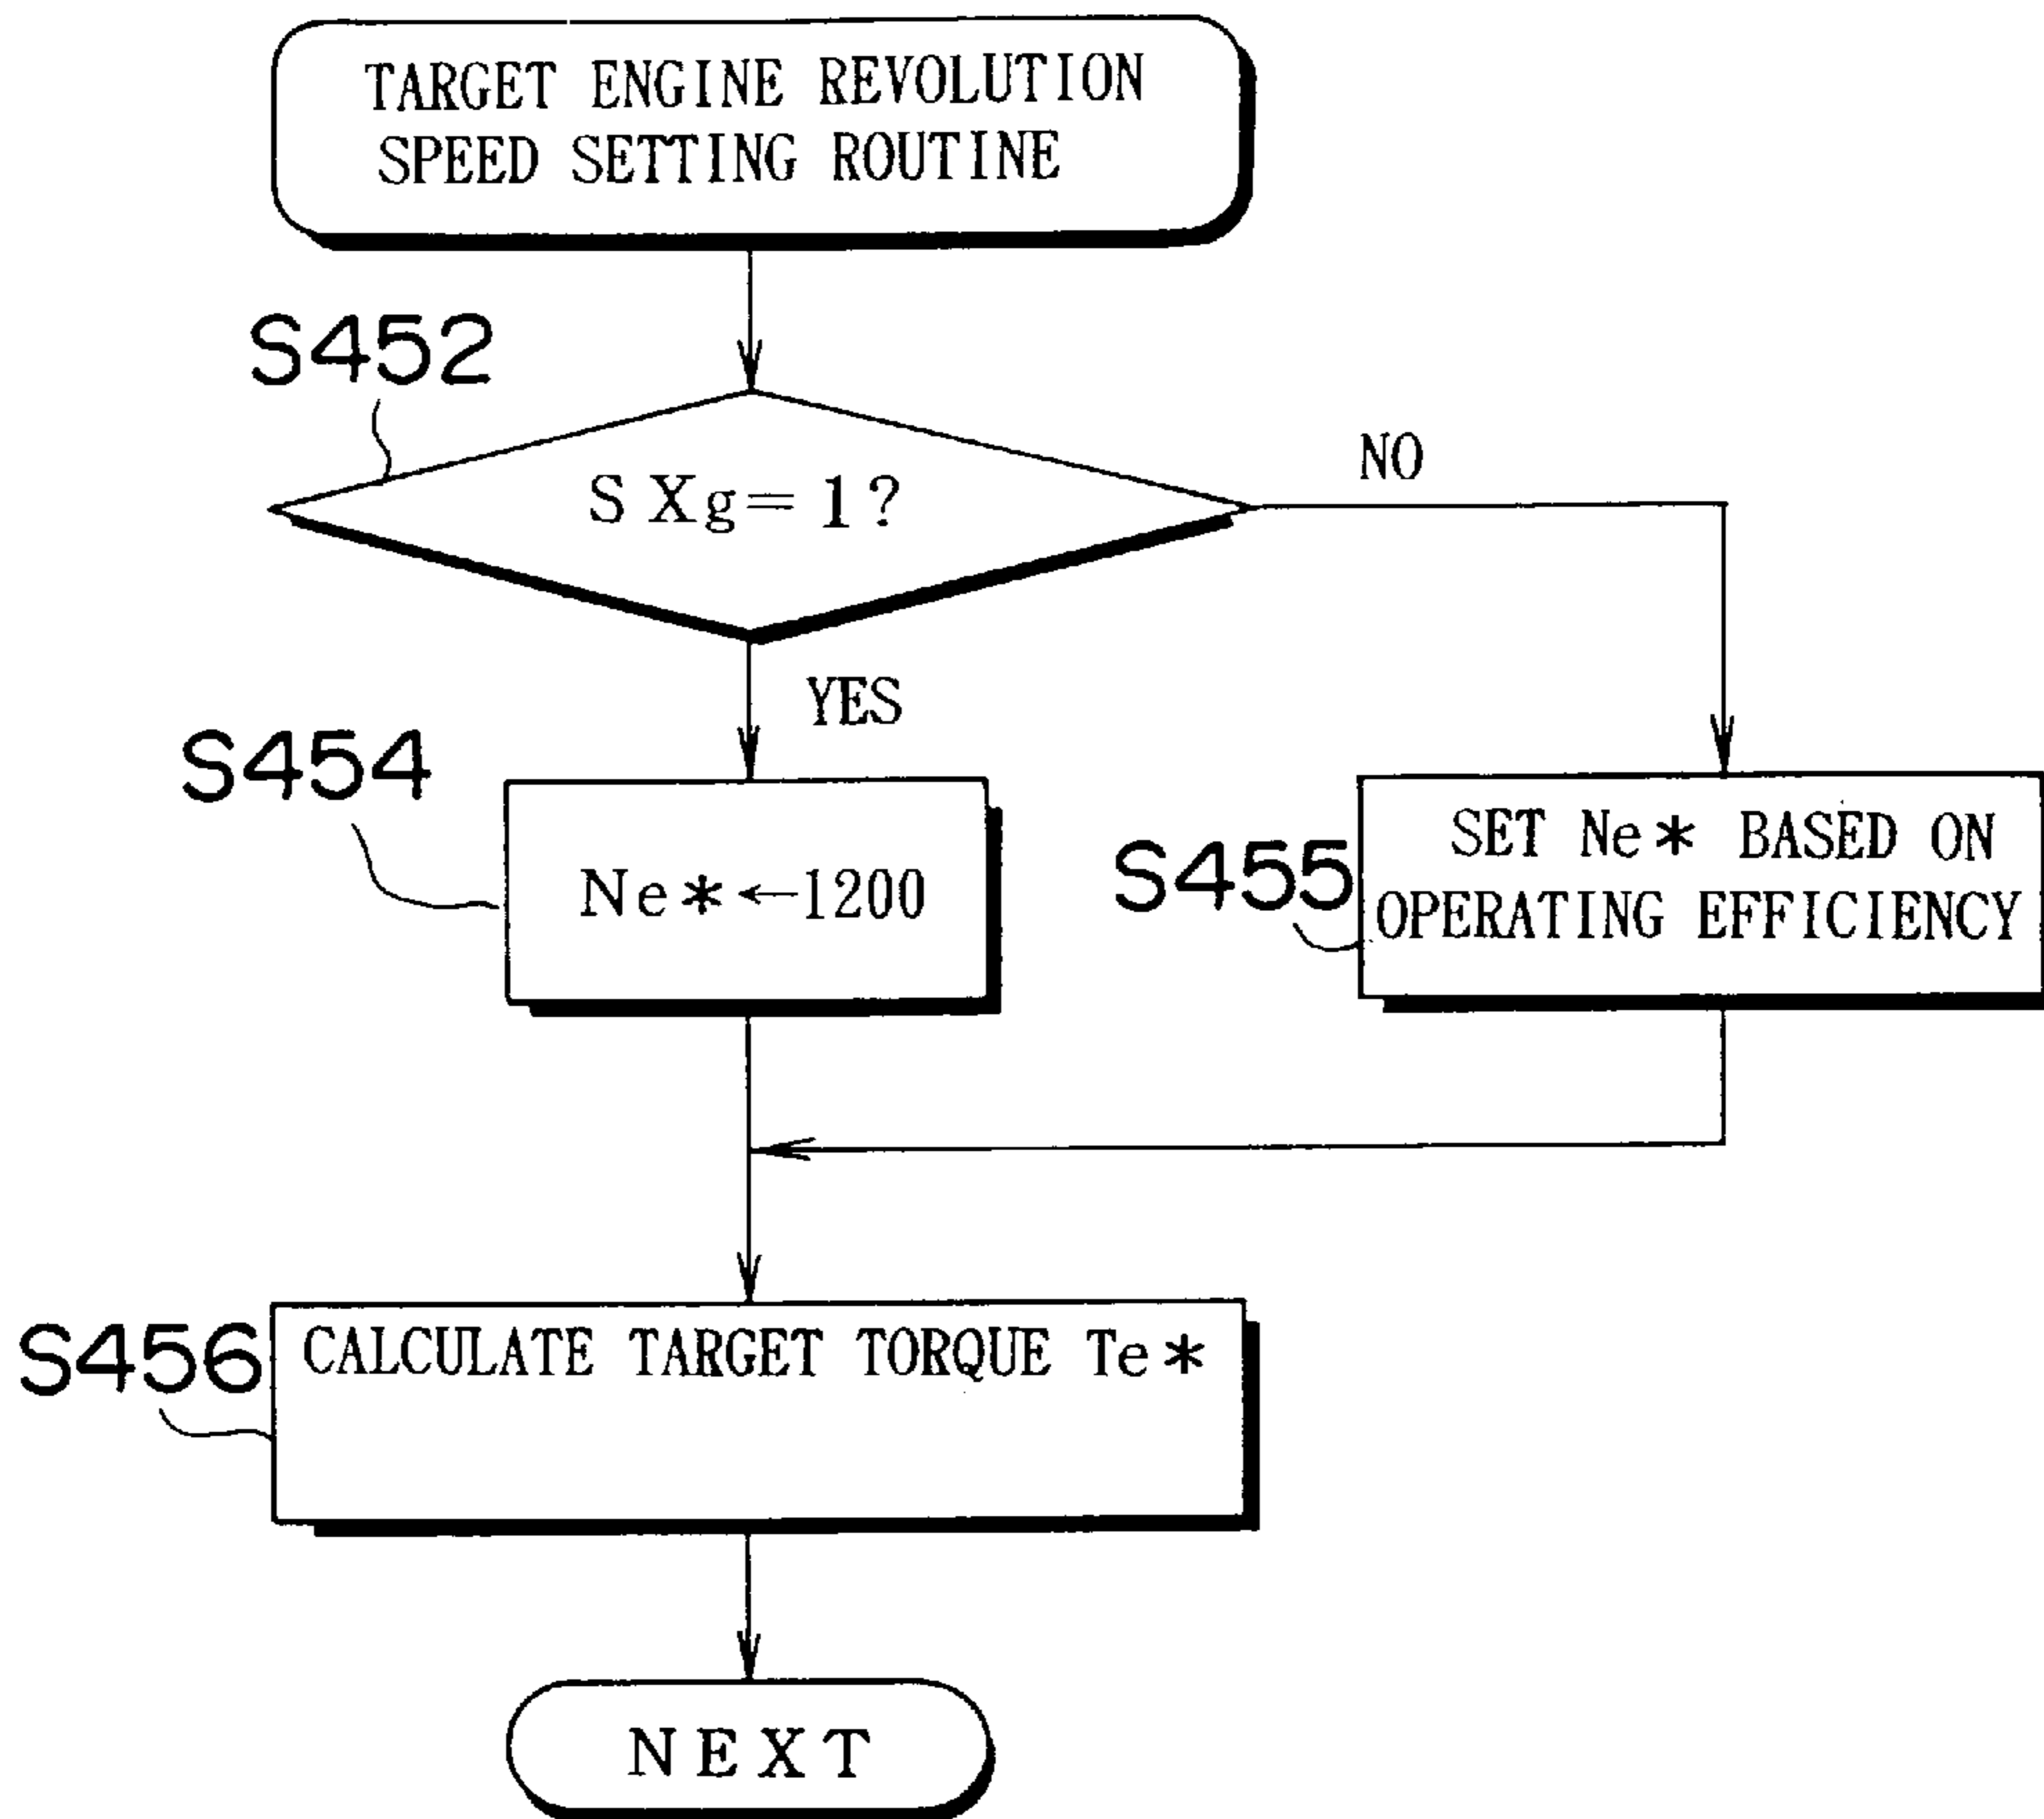 TARGET ENGINE REVOLUTION
SPEED SETTING ROUTINE
S452
SXg=1?
NO
YES
S454
Ne*←1200
S455
SET Ne* BASED ON
OPERATING EFFICIENCY
S456
CALCULATE TARGET TORQUE Te*
NEXT